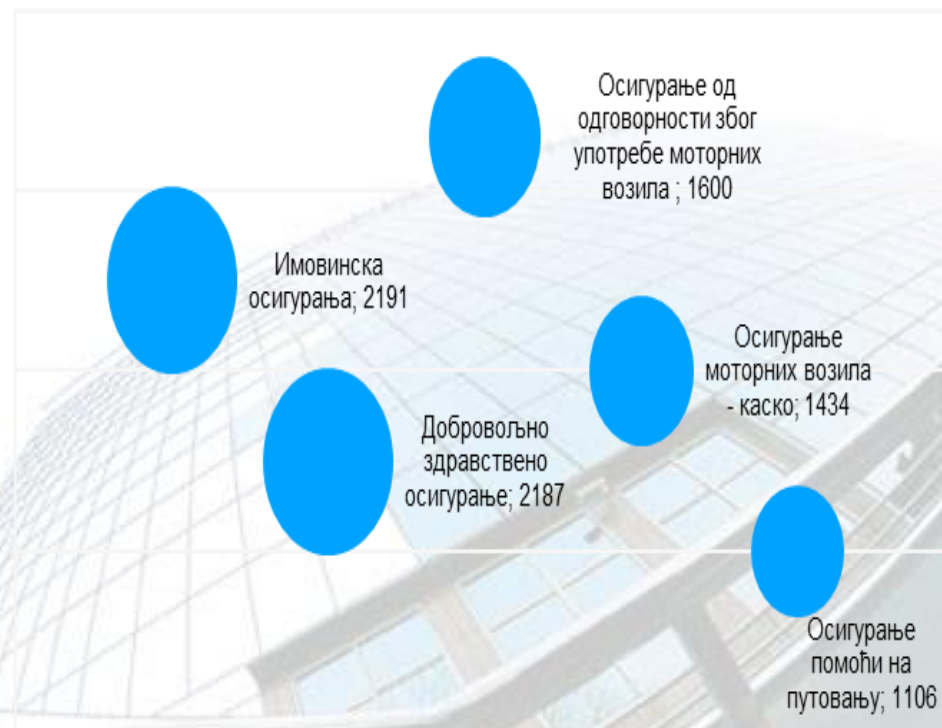 Осигурање од
одговорности због
употребе моторних
возила ; 1600
Имовинска
осигурања; 2191
Осигурање
моторних возила
- каско; 1434
Добровољно
здравствено
осигурање; 2187
Осигурање
помоћи на
путовању; 1106